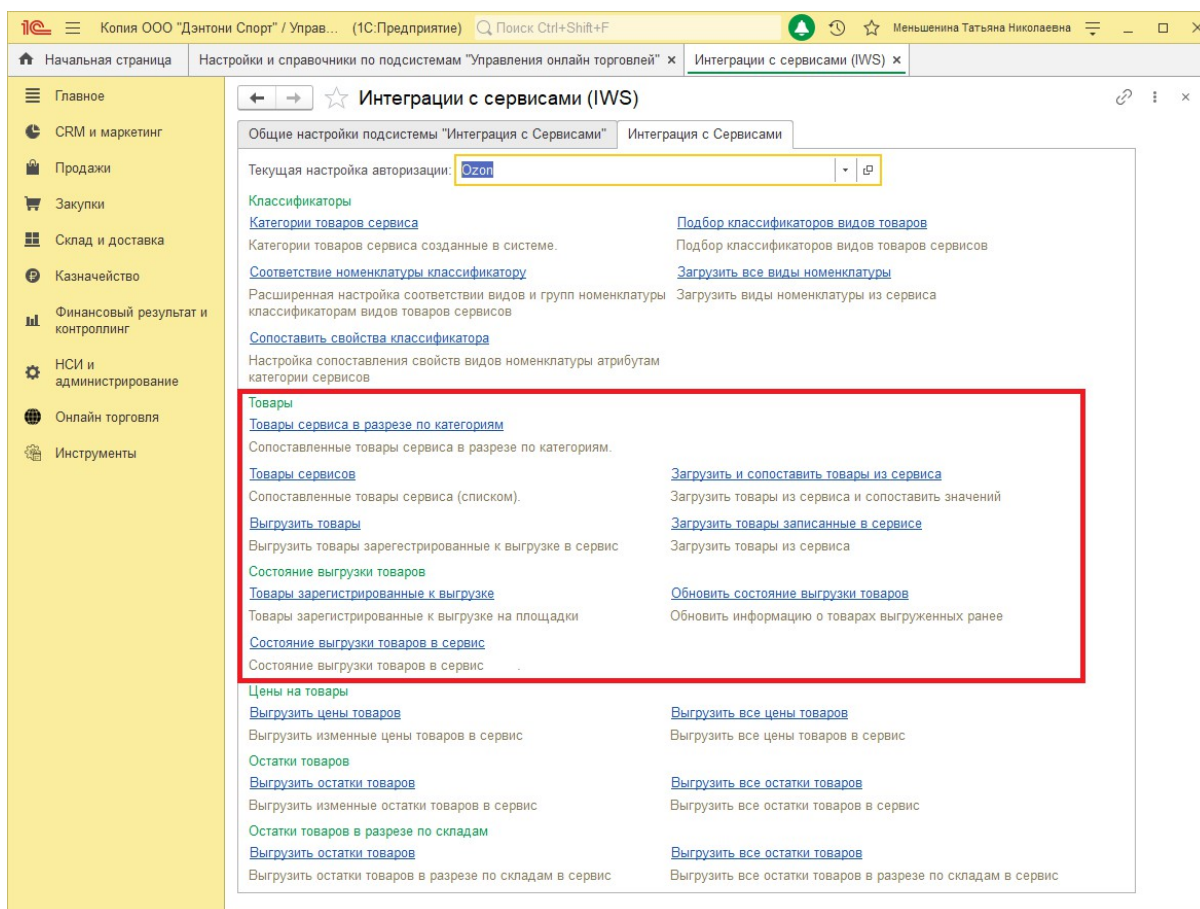 1С Копия ООО "Дэнтони Спорт" / Управ... (1С:Предприятие) Поиск Ctrl+Shift+F Меньшенина Татьяна Николаевна
Начальная страница Настройки и справочники по подсистемам "Управления онлайн торговлей" × Интеграции с сервисами (IWS) ×
Главное
CRM и маркетинг
Продажи
Закупки
Склад и доставка
Казначейство
Финансовый результат и
контроллинг
НСИ и
администрирование
Онлайн торговля
Инструменты
Интеграции с сервисами (IWS)
Общие настройки подсистемы "Интеграция с Сервисами" Интеграция с Сервисами
Текущая настройка авторизации: Ozon
Классификаторы
Категории товаров сервиса Подбор классификаторов видов товаров
Категории товаров сервиса созданные в системе. Подбор классификаторов видов товаров сервисов
Соответствие номенклатуры классификатору Загрузить все виды номенклатуры
Расширенная настройка соответствии видов и групп номенклатуры Загрузить виды номенклатуры из сервиса
классификаторам видов товаров сервисов
Сопоставить свойства классификатора
Настройка сопоставления свойств видов номенклатуры атрибутам
категории сервисов
Товары
Товары сервиса в разрезе по категориям
Сопоставленные товары сервиса в разрезе по категориям.
Товары сервисов Загрузить и сопоставить товары из сервиса
Сопоставленные товары сервиса (списком). Загрузить товары из сервиса и сопоставить значений
Выгрузить товары Загрузить товары записанные в сервисе
Выгрузить товары зарегестрированные к выгрузке в сервис Загрузить товары из сервиса
Состояние выгрузки товаров
Товары зарегистрированные к выгрузке Обновить состояние выгрузки товаров
Товары зарегистрированные к выгрузке на площадки Обновить информацию о товарах выгруженных ранее
Состояние выгрузки товаров в сервис
Состояние выгрузки товаров в сервис .
Цены на товары
Выгрузить цены товаров Выгрузить все цены товаров
Выгрузить изменные цены товаров в сервис Выгрузить все цены товаров в сервис
Остатки товаров
Выгрузить остатки товаров Выгрузить все остатки товаров
Выгрузить изменные остатки товаров в сервис Выгрузить все остатки товаров в сервис
Остатки товаров в разрезе по складам
Выгрузить остатки товаров Выгрузить все остатки товаров
Выгрузить остатки товаров в разрезе по складам в сервис Выгрузить все остатки товаров в разрезе по складам в сервис